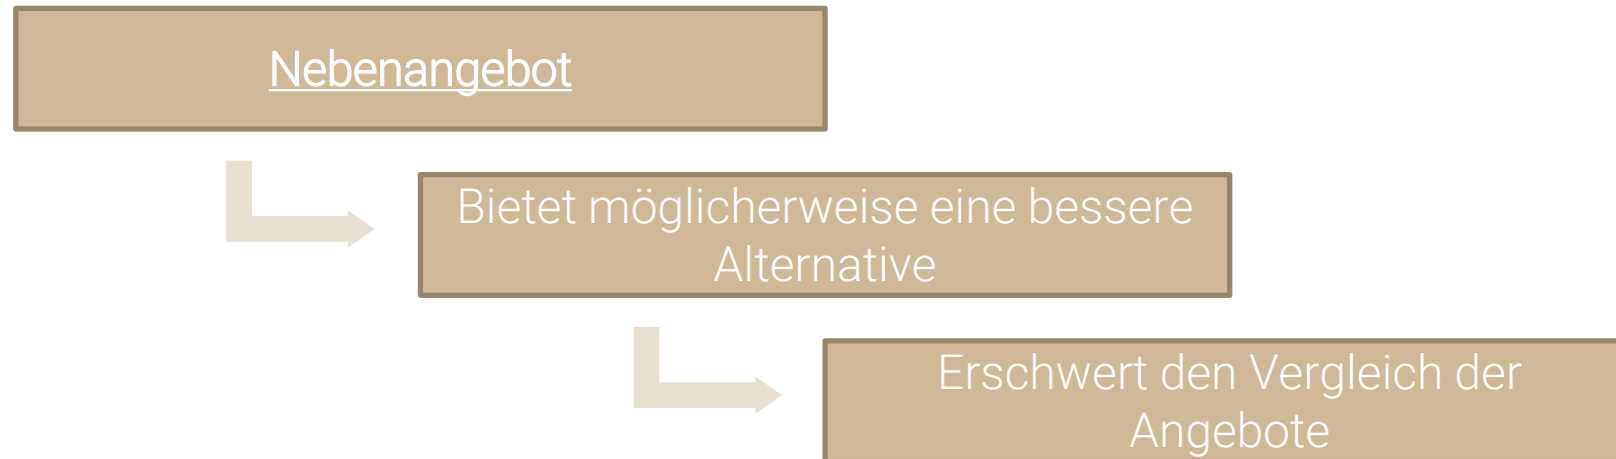 Nebenangebot
Bietet möglicherweise eine bessere
Alternative
Erschwert den Vergleich der
Angebote